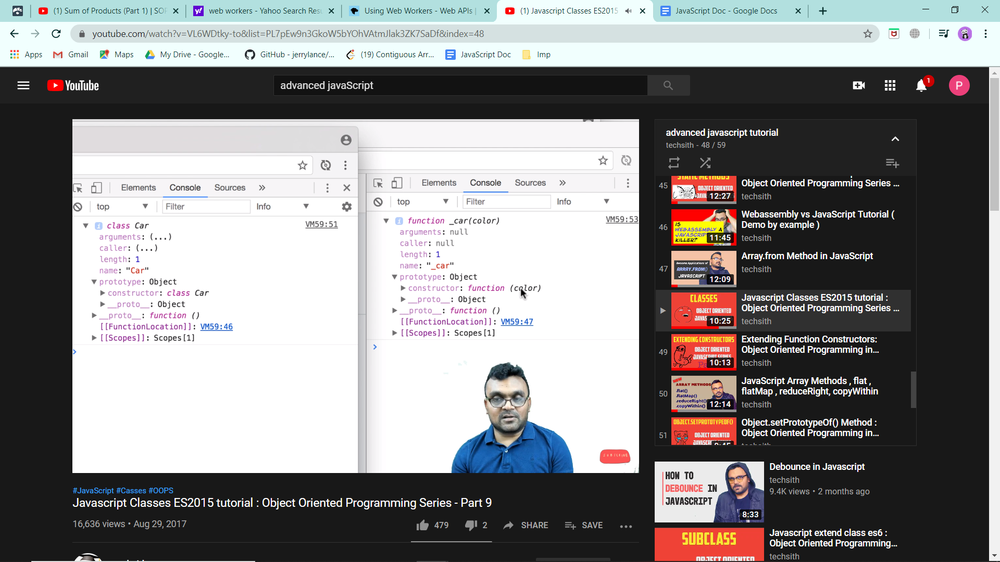 (1) Sum of Products (Part 1) | SOP
web workers - Yahoo Search Resu
Using Web Workers - Web APIs |
(1) Javascript Classes ES2015
JavaScript Doc - Google Docs
youtube.com/watch?v=VL6WDtky-to&list=PL7pEw9n3GkoW5bYOhVAtmJlak3ZK7SaDf&index=48
Apps
Gmail
Maps
My Drive - Google...
GitHub - jerrylance/...
(19) Contiguous Arr...
JavaScript Doc
Imp
YouTube
advanced javaScript
1
P
Elements Console Sources »
top Filter Info
class Car VM59:51
arguments: (...)
caller: (...)
length: 1
name: "Car"
prototype: Object
constructor: class Car
__proto__: Object
__proto__: function ()
[[FunctionLocation]]: VM59:46
[[Scopes]]: Scopes[1]
Elements Console Sources »
top Filter Info
function _car(color) VM59:53
arguments: null
caller: null
length: 1
name: "_car"
prototype: Object
constructor: function (color)
__proto__: Object
__proto__: function ()
[[FunctionLocation]]: VM59:47
[[Scopes]]: Scopes[1]
SUBSCRIBE
#JavaScript #Casses #OOPS
Javascript Classes ES2015 tutorial : Object Oriented Programming Series - Part 9
16,636 views • Aug 29, 2017
479
2
SHARE
SAVE
advanced javascript tutorial
techsith - 48 / 59
45
STATIC METHODS
OBJECT ORIENTED
12:27
Object Oriented Programming Series ...
techsith
46
IS
WEBASSEMBLY A
JAVASCRIPT
KILLER?
11:45
Webassembly vs JavaScript Tutorial (
Demo by example )
techsith
47
Awsome Applications of
ARRAY.FROM()
JAVASCRIPT
12:09
Array.from Method in JavaScript
techsith
CLASSES
OBJECT ORIENTED
10:25
Javascript Classes ES2015 tutorial :
Object Oriented Programming Series ...
techsith
49
EXTENDING CONSTRUCTORS
OBJECT ORIENTED
JAVASCRIPT SERIES
10:13
Extending Function Constructors:
Object Oriented Programming in...
techsith
50
NEW
ARRAY METHODS
.flat()
.flatMap()
.reduceRight()
.copyWithin()
12:14
JavaScript Array Methods , flat ,
flatMap , reduceRight, copyWithin
techsith
51
OBJECT.SETPROTOTYPEOF()
OBJECT ORIENTED
Object.setPrototypeOf() Method :
Object Oriented Programming in...
HOW TO
DEBOUNCE IN
JAVASCRIPT
8:33
Debounce in Javascript
techsith
9.4K views • 2 months ago
SUBCLASS
OBJECT ORIENTED
Javascript extend class es6 :
Object Oriented Programming...
techsith